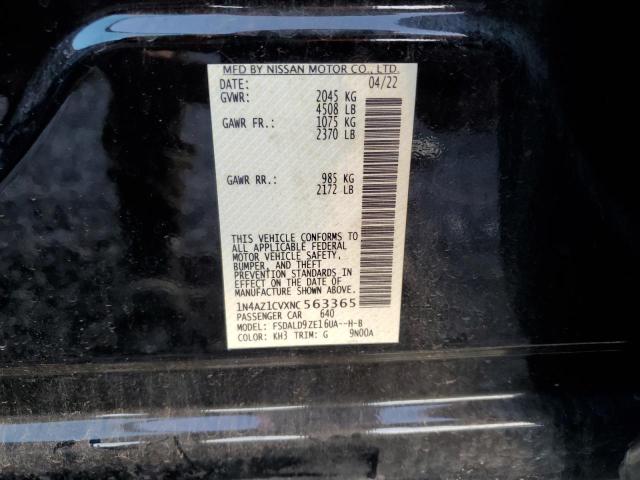 MFD BY NISSAN MOTOR CO., LTD.
DATE: 04/22
GVWR: 2045 KG
4508 LB
GAWR FR.: 1075 KG
2370 LB
GAWR RR.: 985 KG
2172 LB
THIS VEHICLE CONFORMS TO
ALL APPLICABLE FEDERAL
MOTOR VEHICLE SAFETY,
BUMPER, AND THEFT
PREVENTION STANDARDS IN
EFFECT ON THE DATE OF
MANUFACTURE SHOWN ABOVE.
1N4AZ1CVXNC563365
PASSENGER CAR 640
MODEL: FSDALD9ZE16UA--H-B
COLOR: KH3 TRIM: G 9N00A